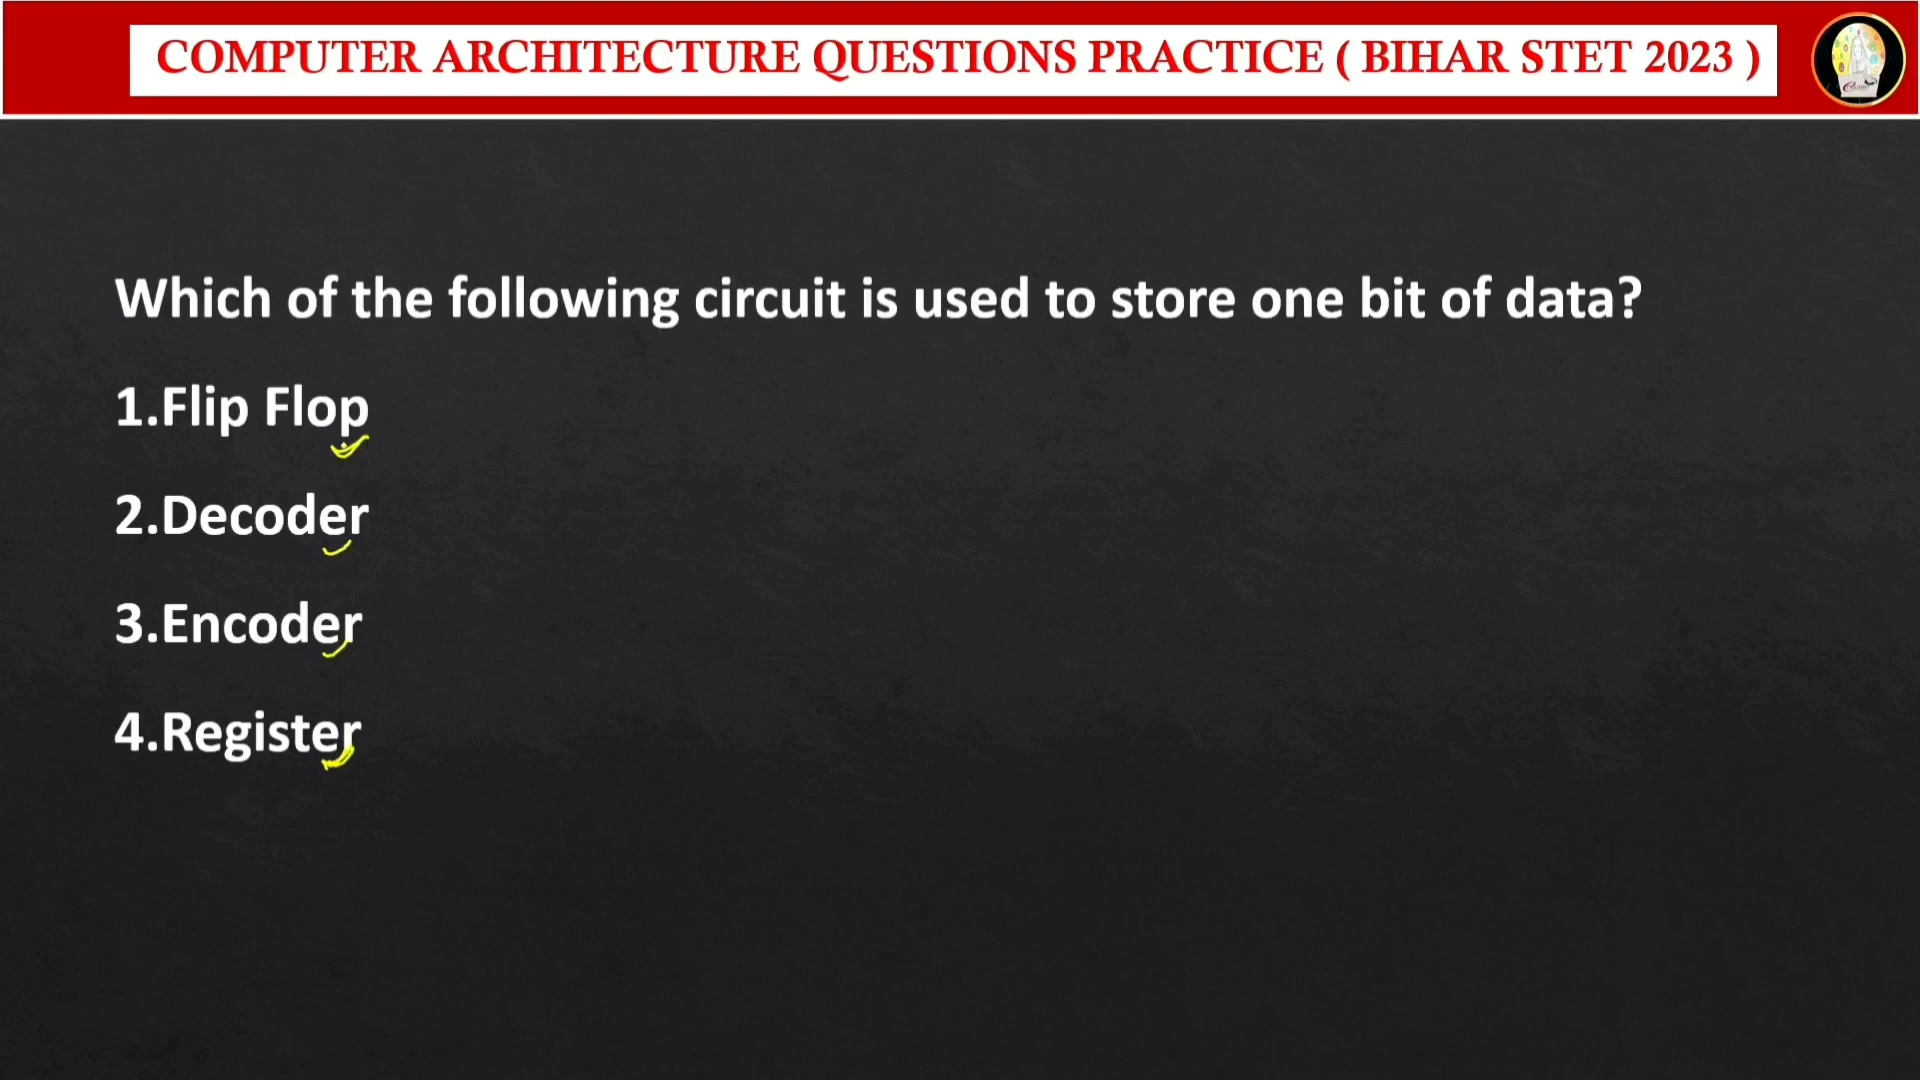 COMPUTER ARCHITECTURE QUESTIONS PRACTICE ( BIHAR STET 2023 )
Which of the following circuit is used to store one bit of data?
1.Flip Flop
2.Decoder
3.Encoder
4.Register